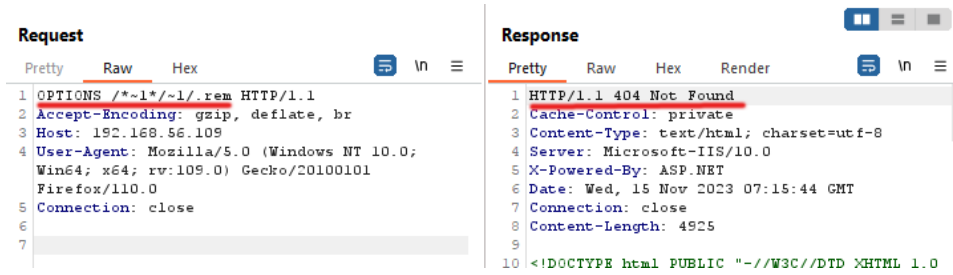 Request
Pretty Raw Hex \n
1 OPTIONS /*~1*/~1/.rem HTTP/1.1
2 Accept-Encoding: gzip, deflate, br
3 Host: 192.168.56.109
4 User-Agent: Mozilla/5.0 (Windows NT 10.0;
Win64; x64; rv:109.0) Gecko/20100101
Firefox/110.0
5 Connection: close
6
7
Response
Pretty Raw Hex Render \n
1 HTTP/1.1 404 Not Found
2 Cache-Control: private
3 Content-Type: text/html; charset=utf-8
4 Server: Microsoft-IIS/10.0
5 X-Powered-By: ASP.NET
6 Date: Wed, 15 Nov 2023 07:15:44 GMT
7 Connection: close
8 Content-Length: 4925
9
10 <!DOCTYPE html PUBLIC "-//W3C//DTD XHTML 1.0